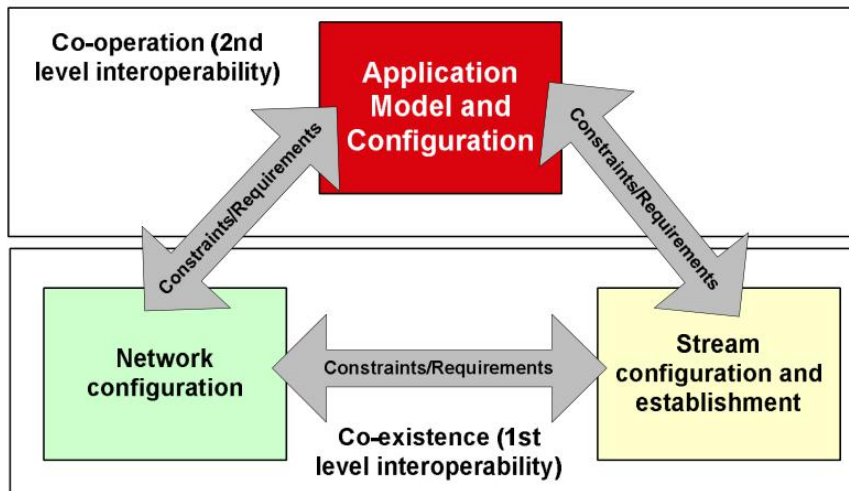 Co-operation (2nd
level interoperability)
Application
Model and
Configuration
Constraints/Requirements
Constraints/Requirements
Network
configuration
Constraints/Requirements
Stream
configuration and
establishment
Co-existence (1st
level interoperability)